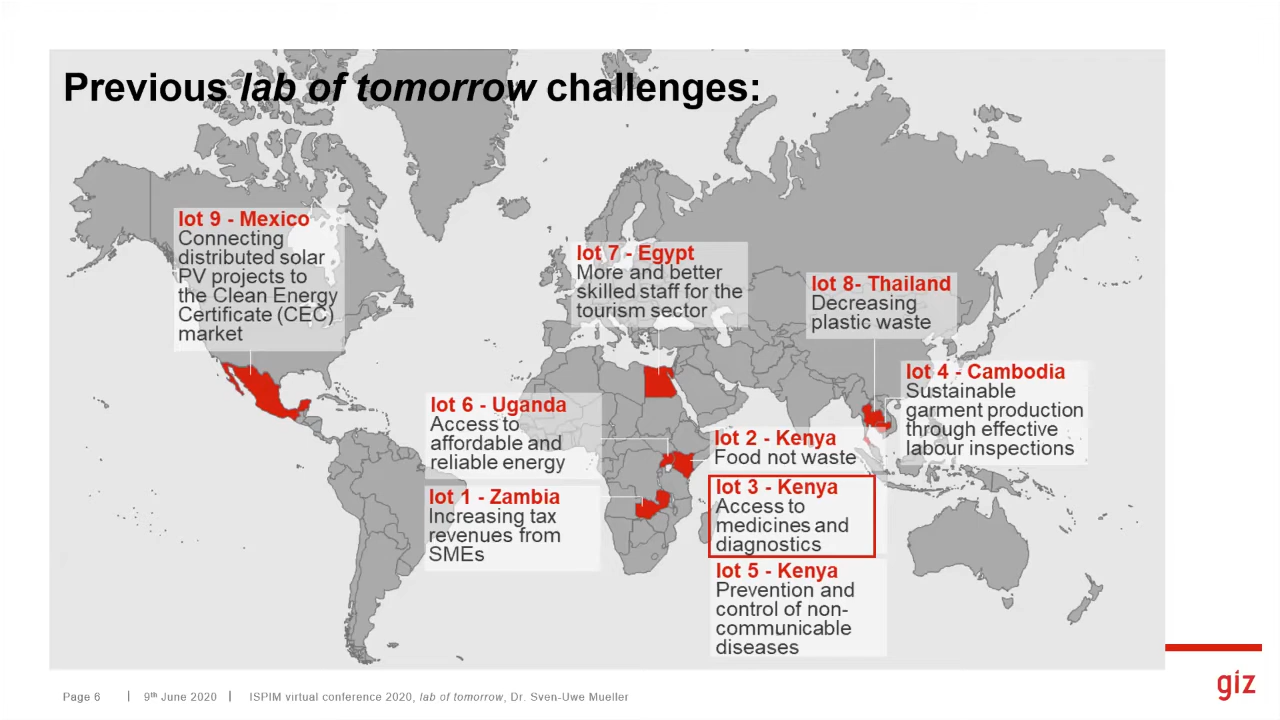 Previous lab of tomorrow challenges:
lot 9 - Mexico
Connecting
distributed solar
PV projects to
the Clean Energy
Certificate (CEC)
market
lot 7 - Egypt
More and better
skilled staff for the
tourism sector
lot 8- Thailand
Decreasing
plastic waste
lot 4 - Cambodia
Sustainable
garment production
through effective
labour inspections
lot 6 - Uganda
Access to
affordable and
reliable energy
lot 2 - Kenya
Food not waste
lot 1 - Zambia
Increasing tax
revenues from
SMEs
lot 3 - Kenya
Access to
medicines and
diagnostics
lot 5 - Kenya
Prevention and
control of non-
communicable
diseases
giz
Page 6 | 9th June 2020 | ISPIM virtual conference 2020, lab of tomorrow, Dr. Sven-Uwe Mueller